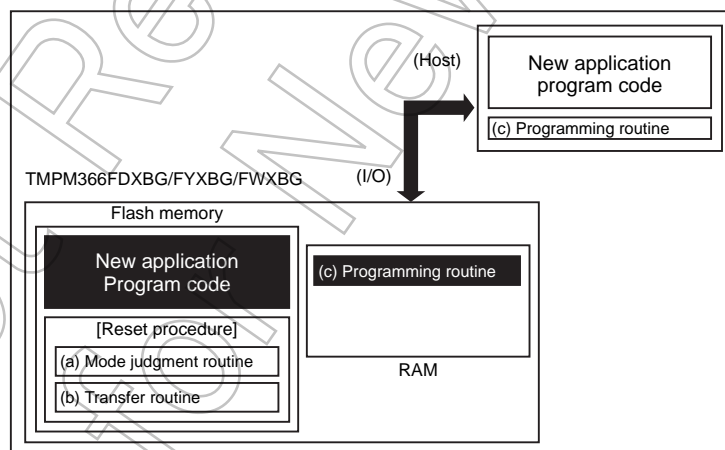 (Host)
New application
program code
(c) Programming routine
(I/O)
TMPM366FDXBG/FYXBG/FWXBG
Flash memory
New application
Program code
[Reset procedure]
(a) Mode judgment routine
(b) Transfer routine
(c) Programming routine
RAM